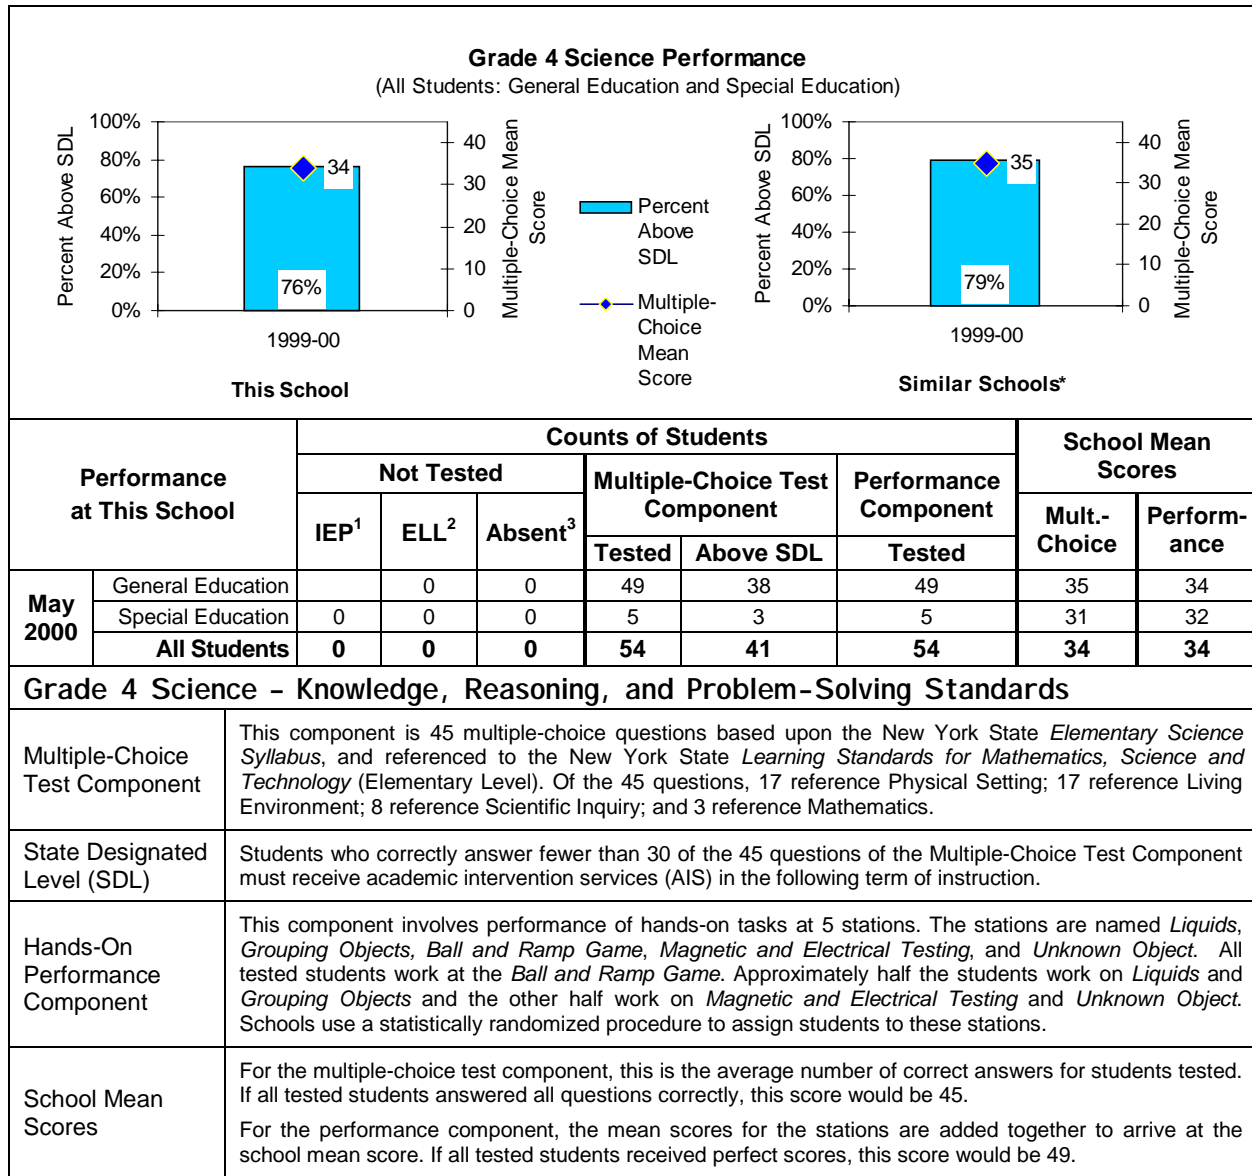 Grade 4 Science Performance
(All Students: General Education and Special Education)
Percent Above SDL
100%
80%
60%
40%
20%
0%
34
76%
1999-00
40
30
20
10
0
Multiple-Choice Mean Score
This School
Percent
Above
SDL
Multiple-
Choice
Mean
Score
Percent Above SDL
100%
80%
60%
40%
20%
0%
35
79%
1999-00
40
30
20
10
0
Multiple-Choice Mean Score
Similar Schools*
Performance
at This School
Counts of Students
School Mean
Scores
Not Tested
Multiple-Choice Test
Component
Performance
Component
IEP1 ELL2 Absent3
Tested Above SDL Tested
Mult.-
Choice
Perform-
ance
May
2000
General Education 0 0 49 38 49 35 34
Special Education 0 0 0 5 3 5 31 32
All Students 0 0 0 54 41 54 34 34
Grade 4 Science – Knowledge, Reasoning, and Problem-Solving Standards
Multiple-Choice
Test Component
This component is 45 multiple-choice questions based upon the New York State Elementary Science
Syllabus, and referenced to the New York State Learning Standards for Mathematics, Science and
Technology (Elementary Level). Of the 45 questions, 17 reference Physical Setting; 17 reference Living
Environment; 8 reference Scientific Inquiry; and 3 reference Mathematics.
State Designated
Level (SDL)
Students who correctly answer fewer than 30 of the 45 questions of the Multiple-Choice Test Component
must receive academic intervention services (AIS) in the following term of instruction.
Hands-On
Performance
Component
This component involves performance of hands-on tasks at 5 stations. The stations are named Liquids,
Grouping Objects, Ball and Ramp Game, Magnetic and Electrical Testing, and Unknown Object. All
tested students work at the Ball and Ramp Game. Approximately half the students work on Liquids and
Grouping Objects and the other half work on Magnetic and Electrical Testing and Unknown Object.
Schools use a statistically randomized procedure to assign students to these stations.
School Mean
Scores
For the multiple-choice test component, this is the average number of correct answers for students tested.
If all tested students answered all questions correctly, this score would be 45.
For the performance component, the mean scores for the stations are added together to arrive at the
school mean score. If all tested students received perfect scores, this score would be 49.